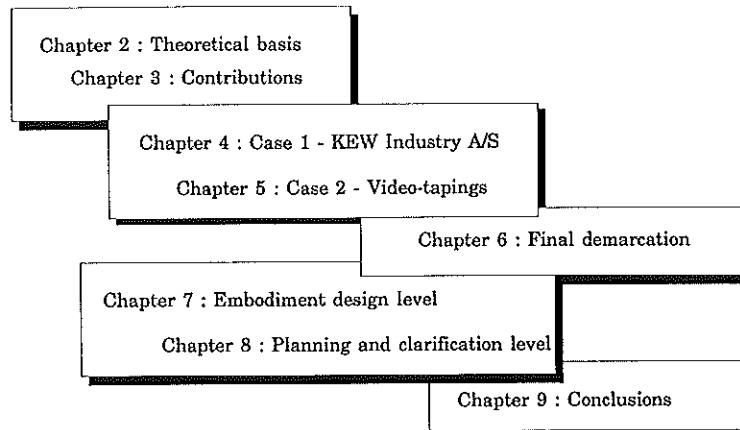 Chapter 2 : Theoretical basis
Chapter 3 : Contributions
Chapter 4 : Case 1 - KEW Industry A/S
Chapter 5 : Case 2 - Video-tapings
Chapter 6 : Final demarcation
Chapter 7 : Embodiment design level
Chapter 8 : Planning and clarification level
Chapter 9 : Conclusions